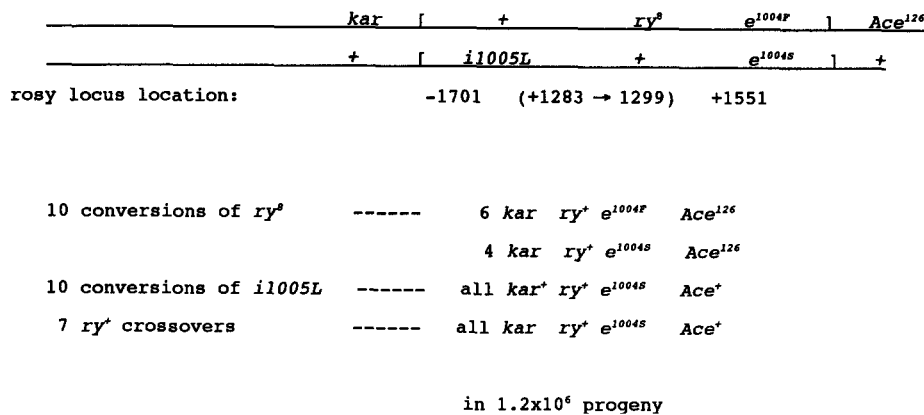 kar [ + ry⁸ e¹⁰⁰⁴ᶠ ] Ace¹²⁶
+ [ i1005L + e¹⁰⁰⁴ˢ ] +
rosy locus location: -1701 (+1283 → 1299) +1551
10 conversions of ry⁸ ------ 6 kar ry⁺ e¹⁰⁰⁴ᶠ Ace¹²⁶
4 kar ry⁺ e¹⁰⁰⁴ˢ Ace¹²⁶
10 conversions of i1005L ------ all kar⁺ ry⁺ e¹⁰⁰⁴ˢ Ace⁺
7 ry⁺ crossovers ------ all kar ry⁺ e¹⁰⁰⁴ˢ Ace⁺
in 1.2x10⁶ progeny